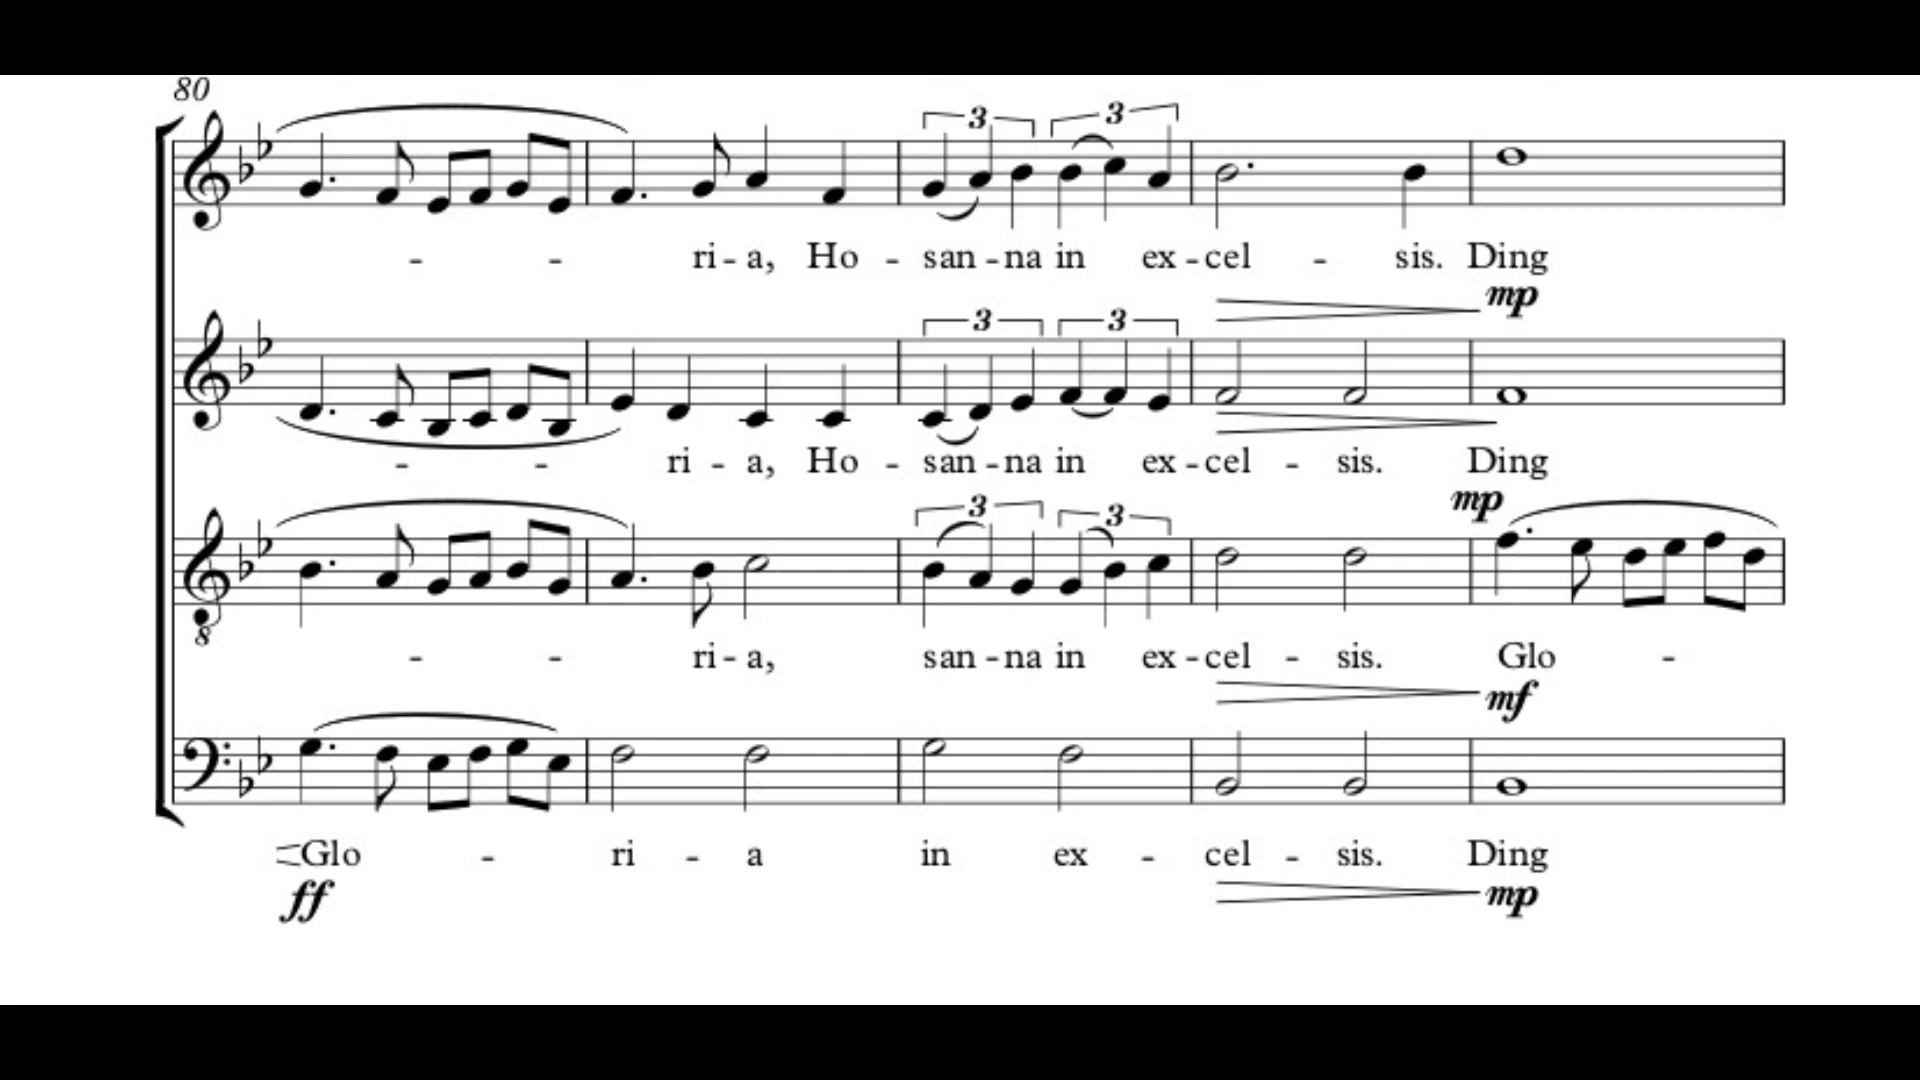 80
3 3
- - ri - a, Ho - san - na in ex - cel - sis. Ding
mp
3 3
- - ri - a, Ho - san - na in ex - cel - sis. Ding
mp
3 3
8
- - ri - a, san - na in ex - cel - sis. Glo -
mf
Glo - ri - a in ex - cel - sis. Ding
ff mp